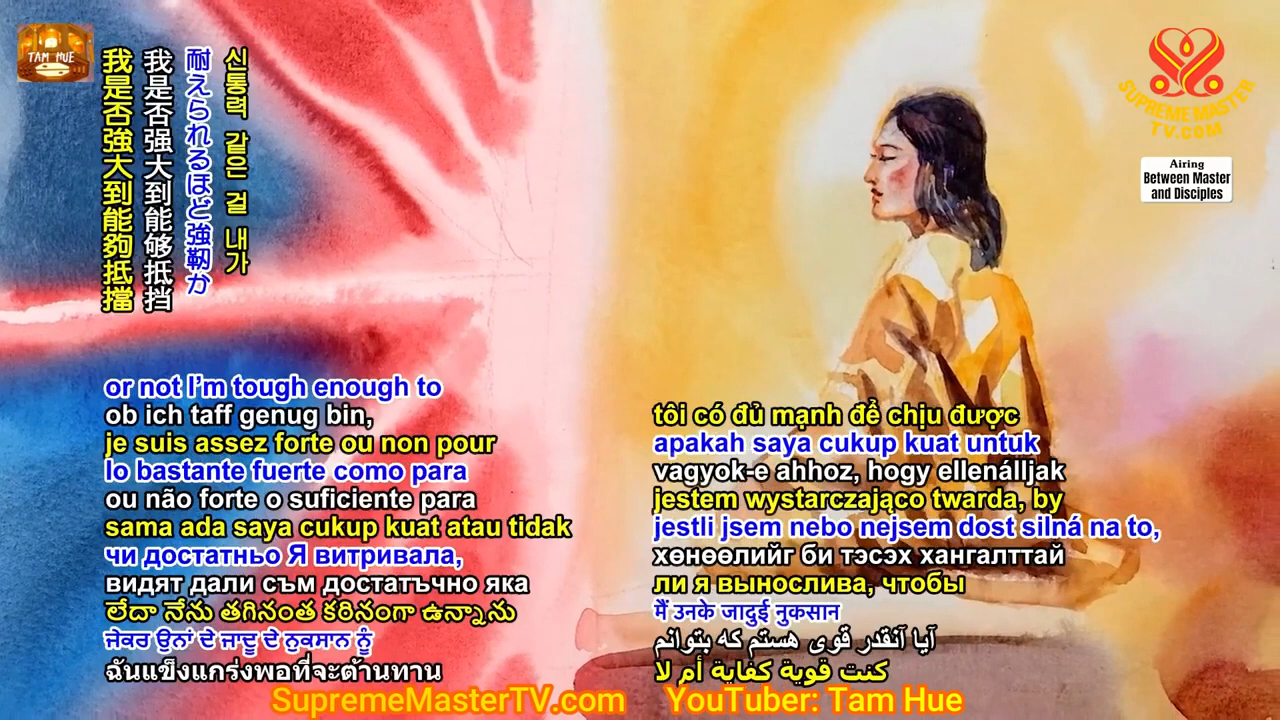 TAM HUE
我是否強大到能夠抵擋
我是否强大到能够抵挡
耐えられるほど強靭か
신통력 같은 걸 내가
SUPREME MASTER
TV.COM
Airing
Between Master
and Disciples
or not I'm tough enough to
ob ich taff genug bin,
je suis assez forte ou non pour
lo bastante fuerte como para
ou não forte o suficiente para
sama ada saya cukup kuat atau tidak
чи достатньо Я витривала,
видят дали съм достатъчно яка
లేదా నేను తగినంత కఠినంగా ఉన్నాను
ਜੇਕਰ ਉਨਾਂ ਦੇ ਜਾਦੂ ਦੇ ਨੁਕਸਾਨ ਨੂੰ
ฉันแข็งแกร่งพอที่จะต้านทาน
tôi có đủ mạnh để chịu được
apakah saya cukup kuat untuk
vagyok-e ahhoz, hogy ellenálljak
jestem wystarczająco twarda, by
jestli jsem nebo nejsem dost silná na to,
хөнөөлийг би тэсэх хангалттай
ли я вынослива, чтобы
मैं उनके जादुई नुकसान
آیا آنقدر قوی هستم که بتوانم
كنت قوية كفاية أم لا
SupremeMasterTV.com
YouTuber: Tam Hue